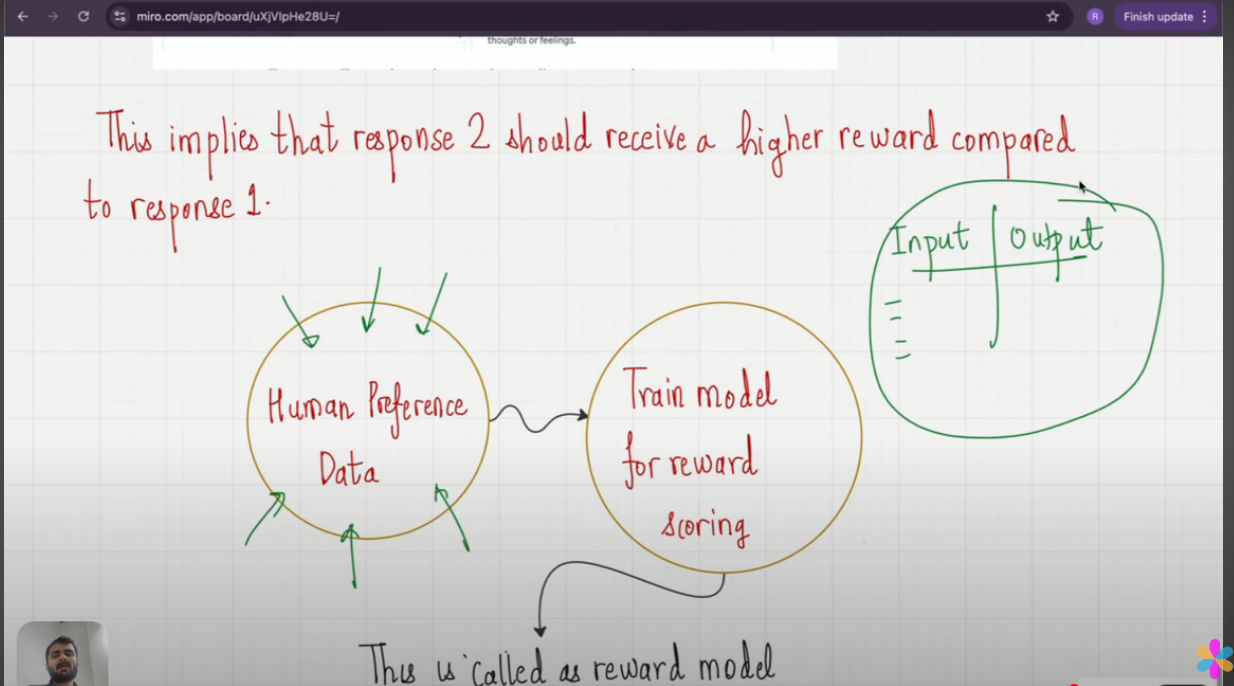 miro.com/app/board/uXjVIpHe28U=/
R
Finish update
thoughts or feelings.
This implies that response 2 should receive a higher reward compared
to response 1.
Input | Output
Human Preference
Data
Train model
for reward
scoring
This is called as reward model